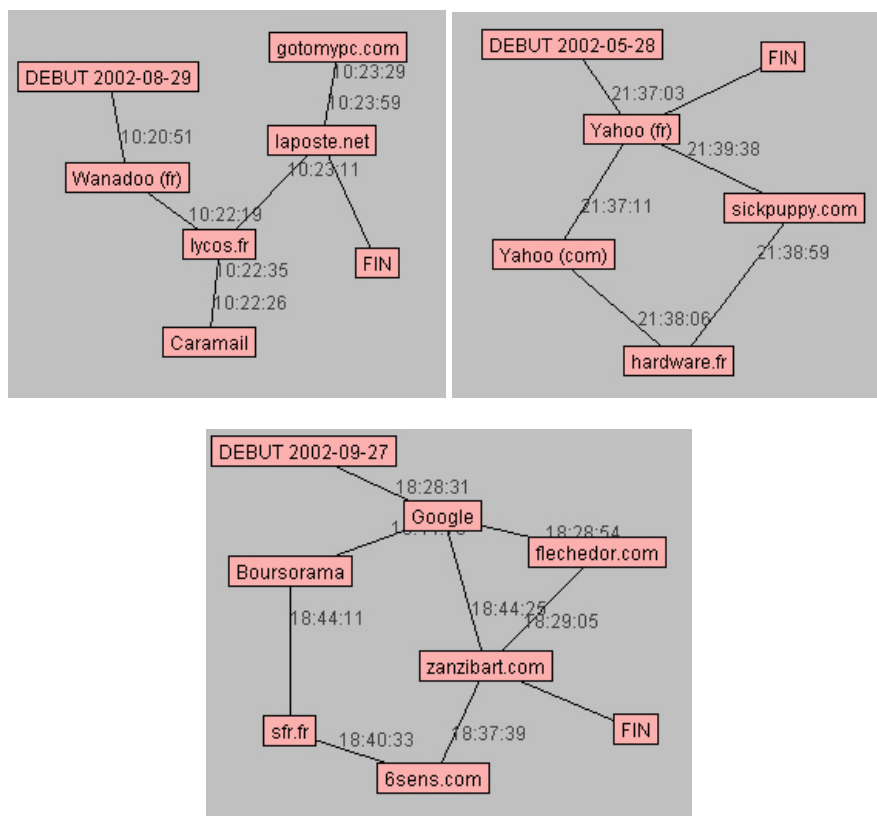 gotomypc.com
DEBUT 2002-08-29
10:23:29
10:23:59
10:20:51
laposte.net
10:23:11
Wanadoo (fr)
10:22:19
lycos.fr
10:22:35
FIN
10:22:26
Caramail
DEBUT 2002-05-28
FIN
21:37:03
Yahoo (fr)
21:39:38
21:37:11
sickpuppy.com
Yahoo (com)
21:38:59
21:38:06
hardware.fr
DEBUT 2002-09-27
18:28:31
Google
18:28:54
flechedor.com
Boursorama
18:44:25
18:44:11
18:29:05
zanzibart.com
sfr.fr
18:40:33
18:37:39
FIN
6sens.com